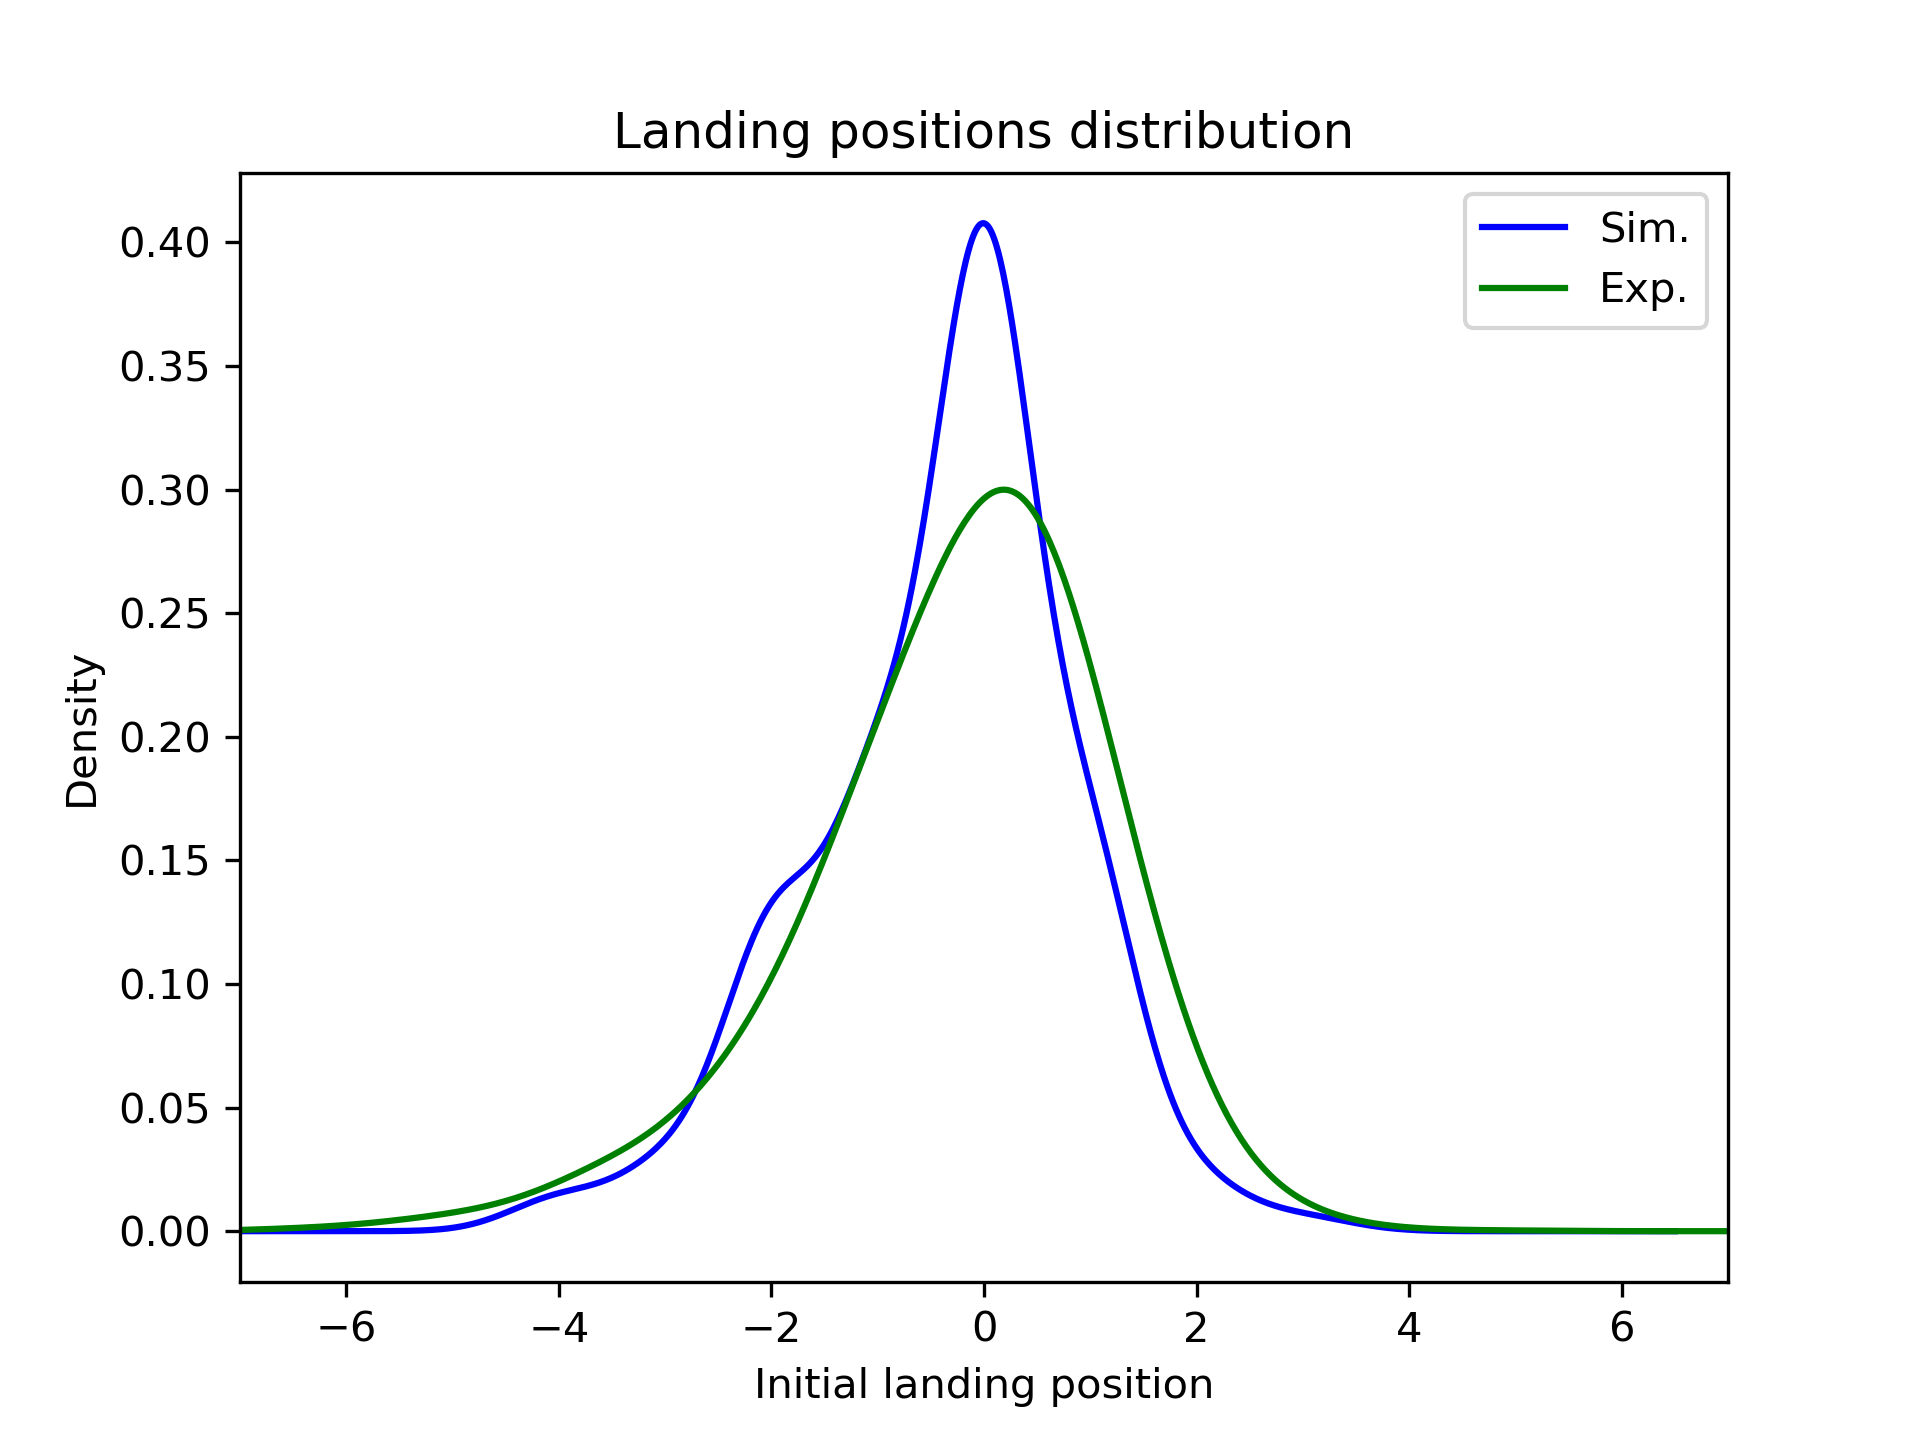 Landing positions distribution
Sim.
Exp.
0.40
0.35
0.30
0.25
0.20
0.15
0.10
0.05
0.00
Density
−6 −4 −2 0 2 4 6
Initial landing position